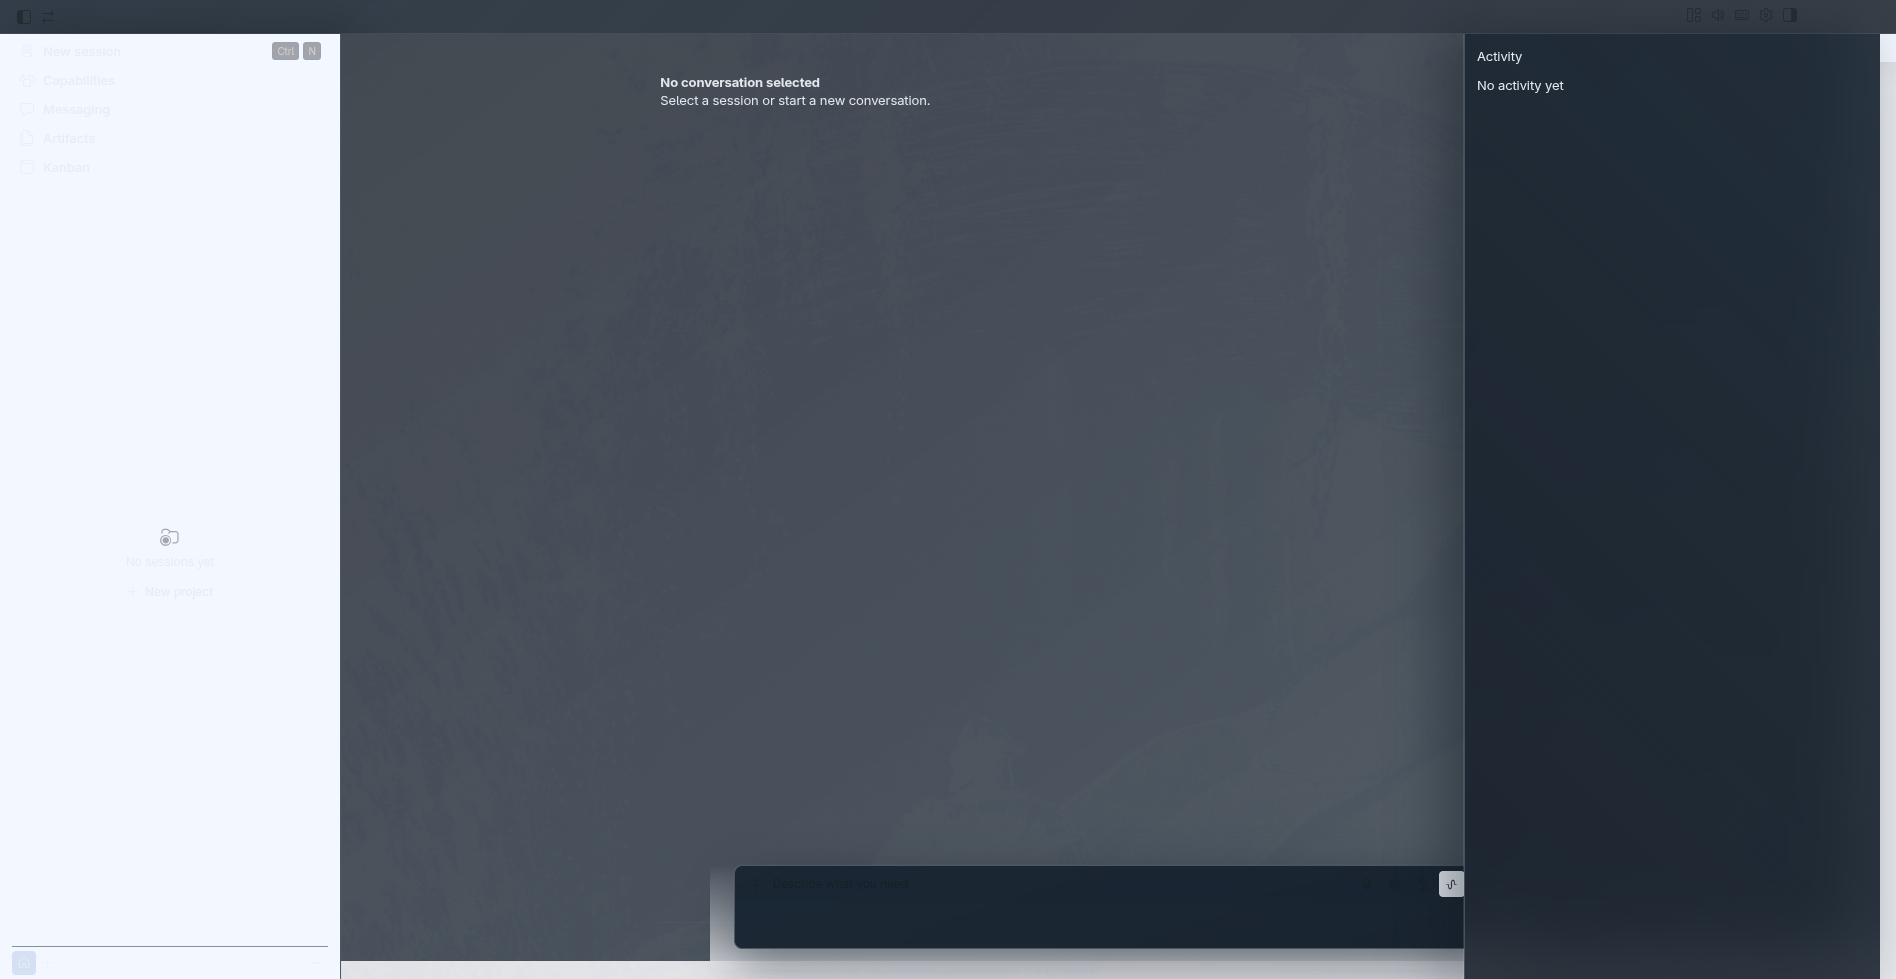 New session
Ctrl N
Capabilities
Messaging
Artifacts
Kanban
No sessions yet
New project
No conversation selected
Select a session or start a new conversation.
Describe what you need
Activity
No activity yet